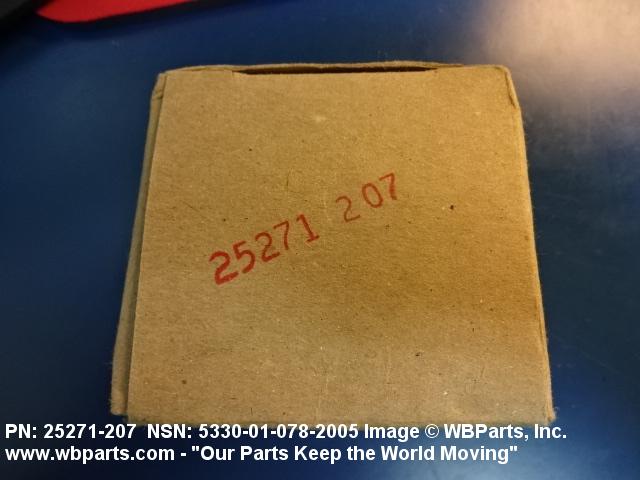 25271 207
PN: 25271-207 NSN: 5330-01-078-2005 Image © WBParts, Inc.
www.wbparts.com - "Our Parts Keep the World Moving"